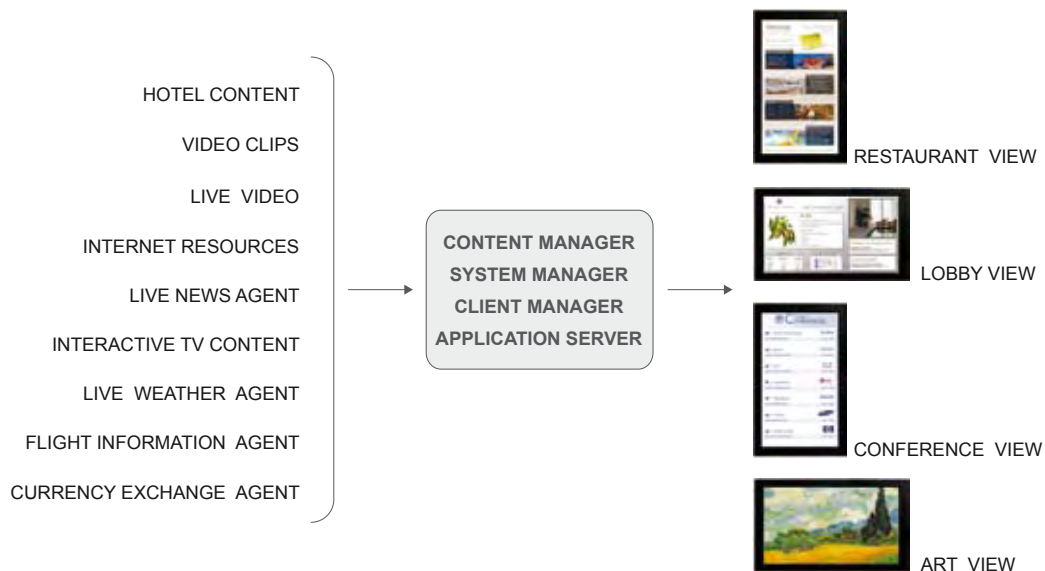 HOTEL CONTENT
VIDEO CLIPS
LIVE VIDEO
INTERNET RESOURCES
LIVE NEWS AGENT
INTERACTIVE TV CONTENT
LIVE WEATHER AGENT
FLIGHT INFORMATION AGENT
CURRENCY EXCHANGE AGENT
CONTENT MANAGER
SYSTEM MANAGER
CLIENT MANAGER
APPLICATION SERVER
RESTAURANT VIEW
LOBBY VIEW
CONFERENCE VIEW
ART VIEW